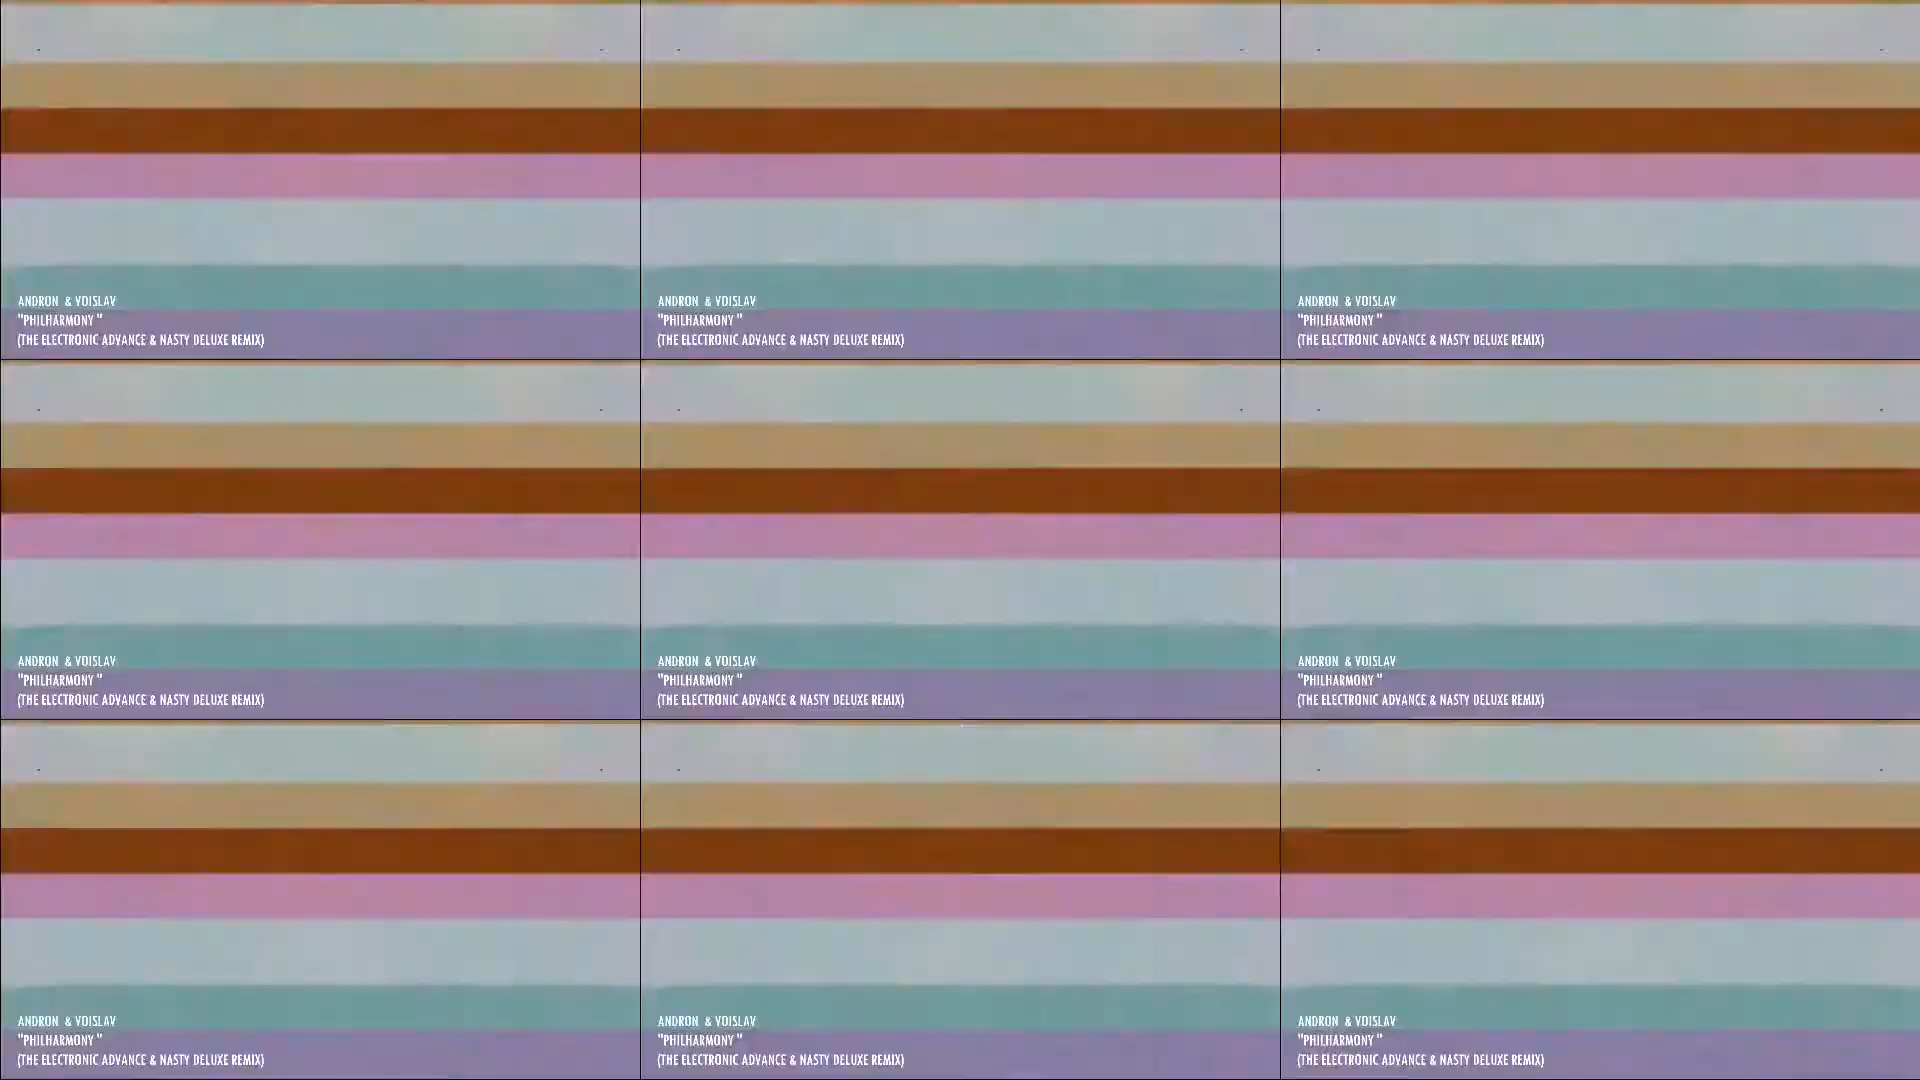 ANDRON & VOISLAV
"PHILHARMONY "
(THE ELECTRONIC ADVANCE & NASTY DELUXE REMIX)
ANDRON & VOISLAV
"PHILHARMONY "
(THE ELECTRONIC ADVANCE & NASTY DELUXE REMIX)
ANDRON & VOISLAV
"PHILHARMONY "
(THE ELECTRONIC ADVANCE & NASTY DELUXE REMIX)
ANDRON & VOISLAV
"PHILHARMONY "
(THE ELECTRONIC ADVANCE & NASTY DELUXE REMIX)
ANDRON & VOISLAV
"PHILHARMONY "
(THE ELECTRONIC ADVANCE & NASTY DELUXE REMIX)
ANDRON & VOISLAV
"PHILHARMONY "
(THE ELECTRONIC ADVANCE & NASTY DELUXE REMIX)
ANDRON & VOISLAV
"PHILHARMONY "
(THE ELECTRONIC ADVANCE & NASTY DELUXE REMIX)
ANDRON & VOISLAV
"PHILHARMONY "
(THE ELECTRONIC ADVANCE & NASTY DELUXE REMIX)
ANDRON & VOISLAV
"PHILHARMONY "
(THE ELECTRONIC ADVANCE & NASTY DELUXE REMIX)